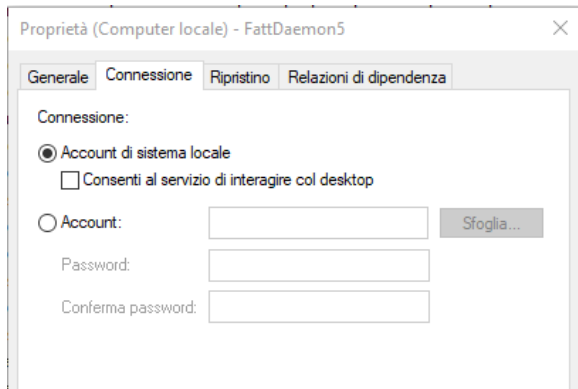 Proprietà (Computer locale) - FattDaemon5
Generale Connessione Ripristino Relazioni di dipendenza
Connessione:
Account di sistema locale
Consenti al servizio di interagire col desktop
Account: Sfoglia...
Password:
Conferma password: